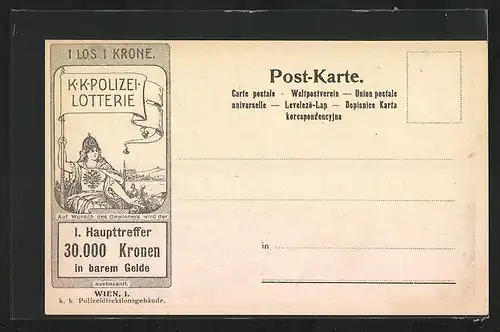 1 LOS 1 KRONE.
K·K·POLIZEI-
LOTTERIE
Auf Wunsch des Gewinners wird der
I. Haupttreffer
30.000 Kronen
in barem Gelde
ausbezahlt.
WIEN, I.
k. k. Polizeidirektionsgebäude.
Post-Karte.
Carte postale - Weltpostverein — Union postale
universelle — Levelező-Lap — Dopisnice Karta
korespondencyjna
in